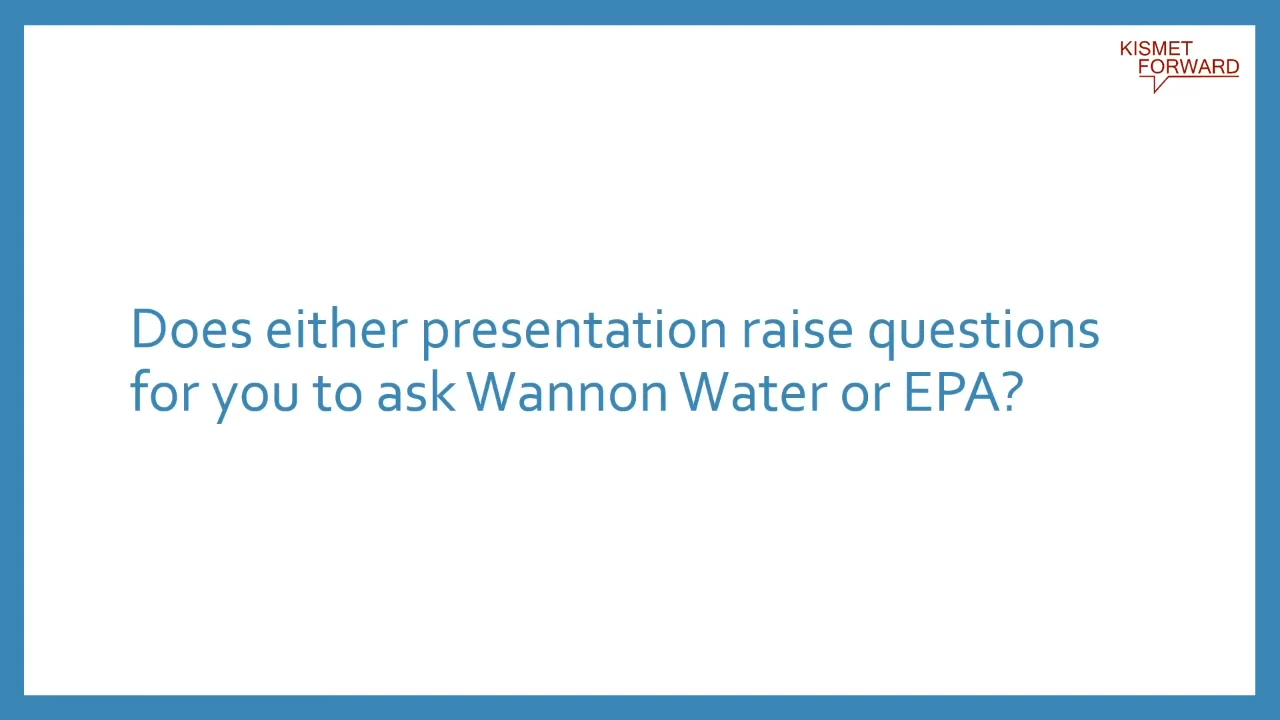 KISMET
FORWARD
Does either presentation raise questions
for you to ask Wannon Water or EPA?